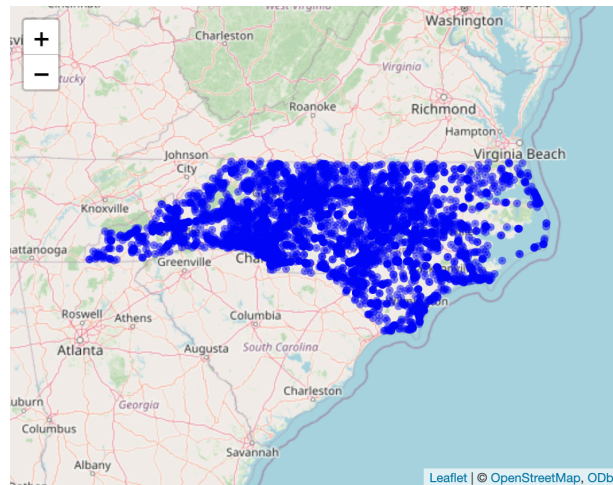 West Virginia
Washington
Charleston
+
−
Virginia
Roanoke
Richmond
Hampton
Virginia Beach
Johnson
City
Knoxville
attanooga
Greenville
Cha
Roswell
Athens
Columbia
Atlanta
Augusta
South Carolina
Charleston
Georgia
uburn
Columbus
Savannah
Albany
Leaflet | © OpenStreetMap, ODb